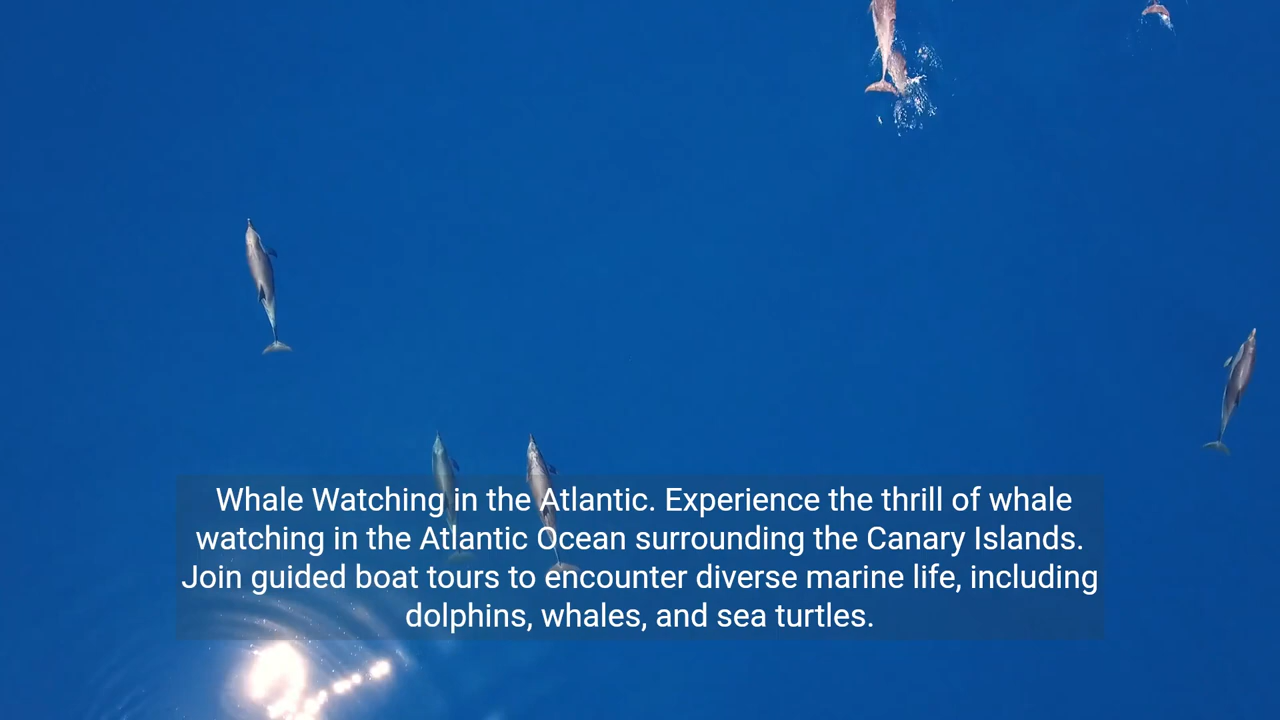 Whale Watching in the Atlantic. Experience the thrill of whale
watching in the Atlantic Ocean surrounding the Canary Islands.
Join guided boat tours to encounter diverse marine life, including
dolphins, whales, and sea turtles.